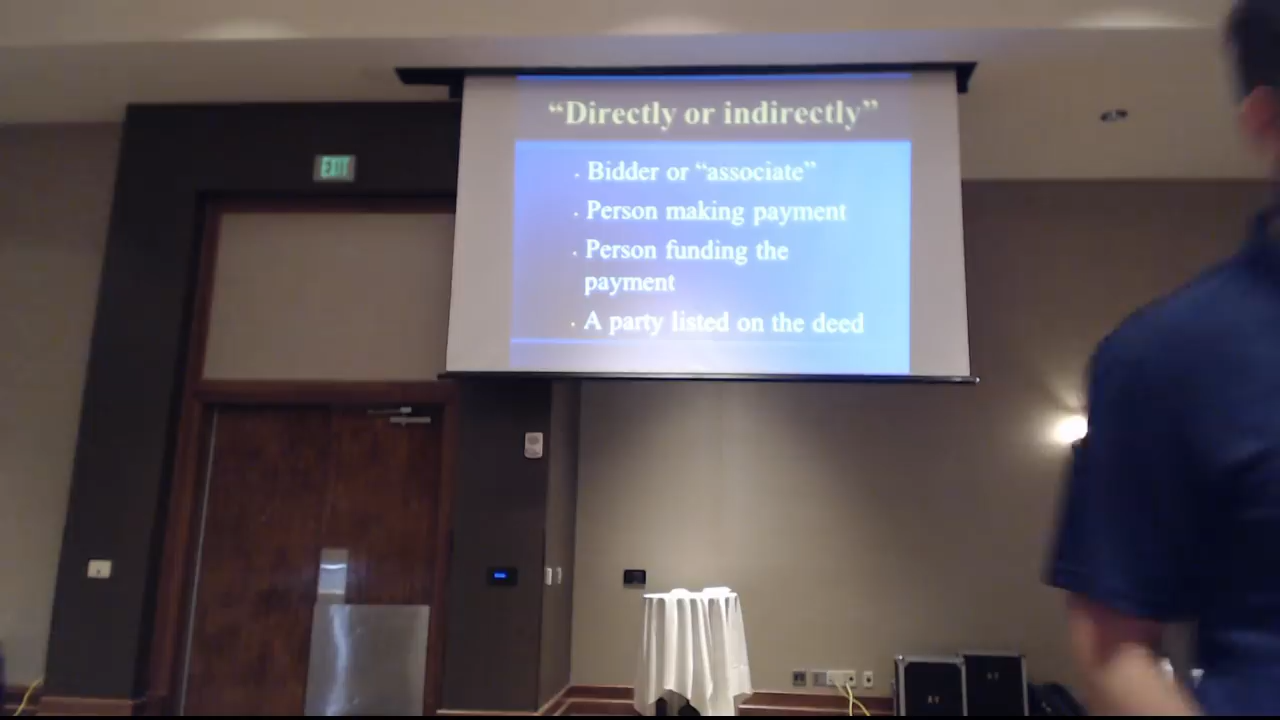 “Directly or indirectly”
EXIT
· Bidder or “associate”
· Person making payment
· Person funding the
payment
· A party listed on the deed